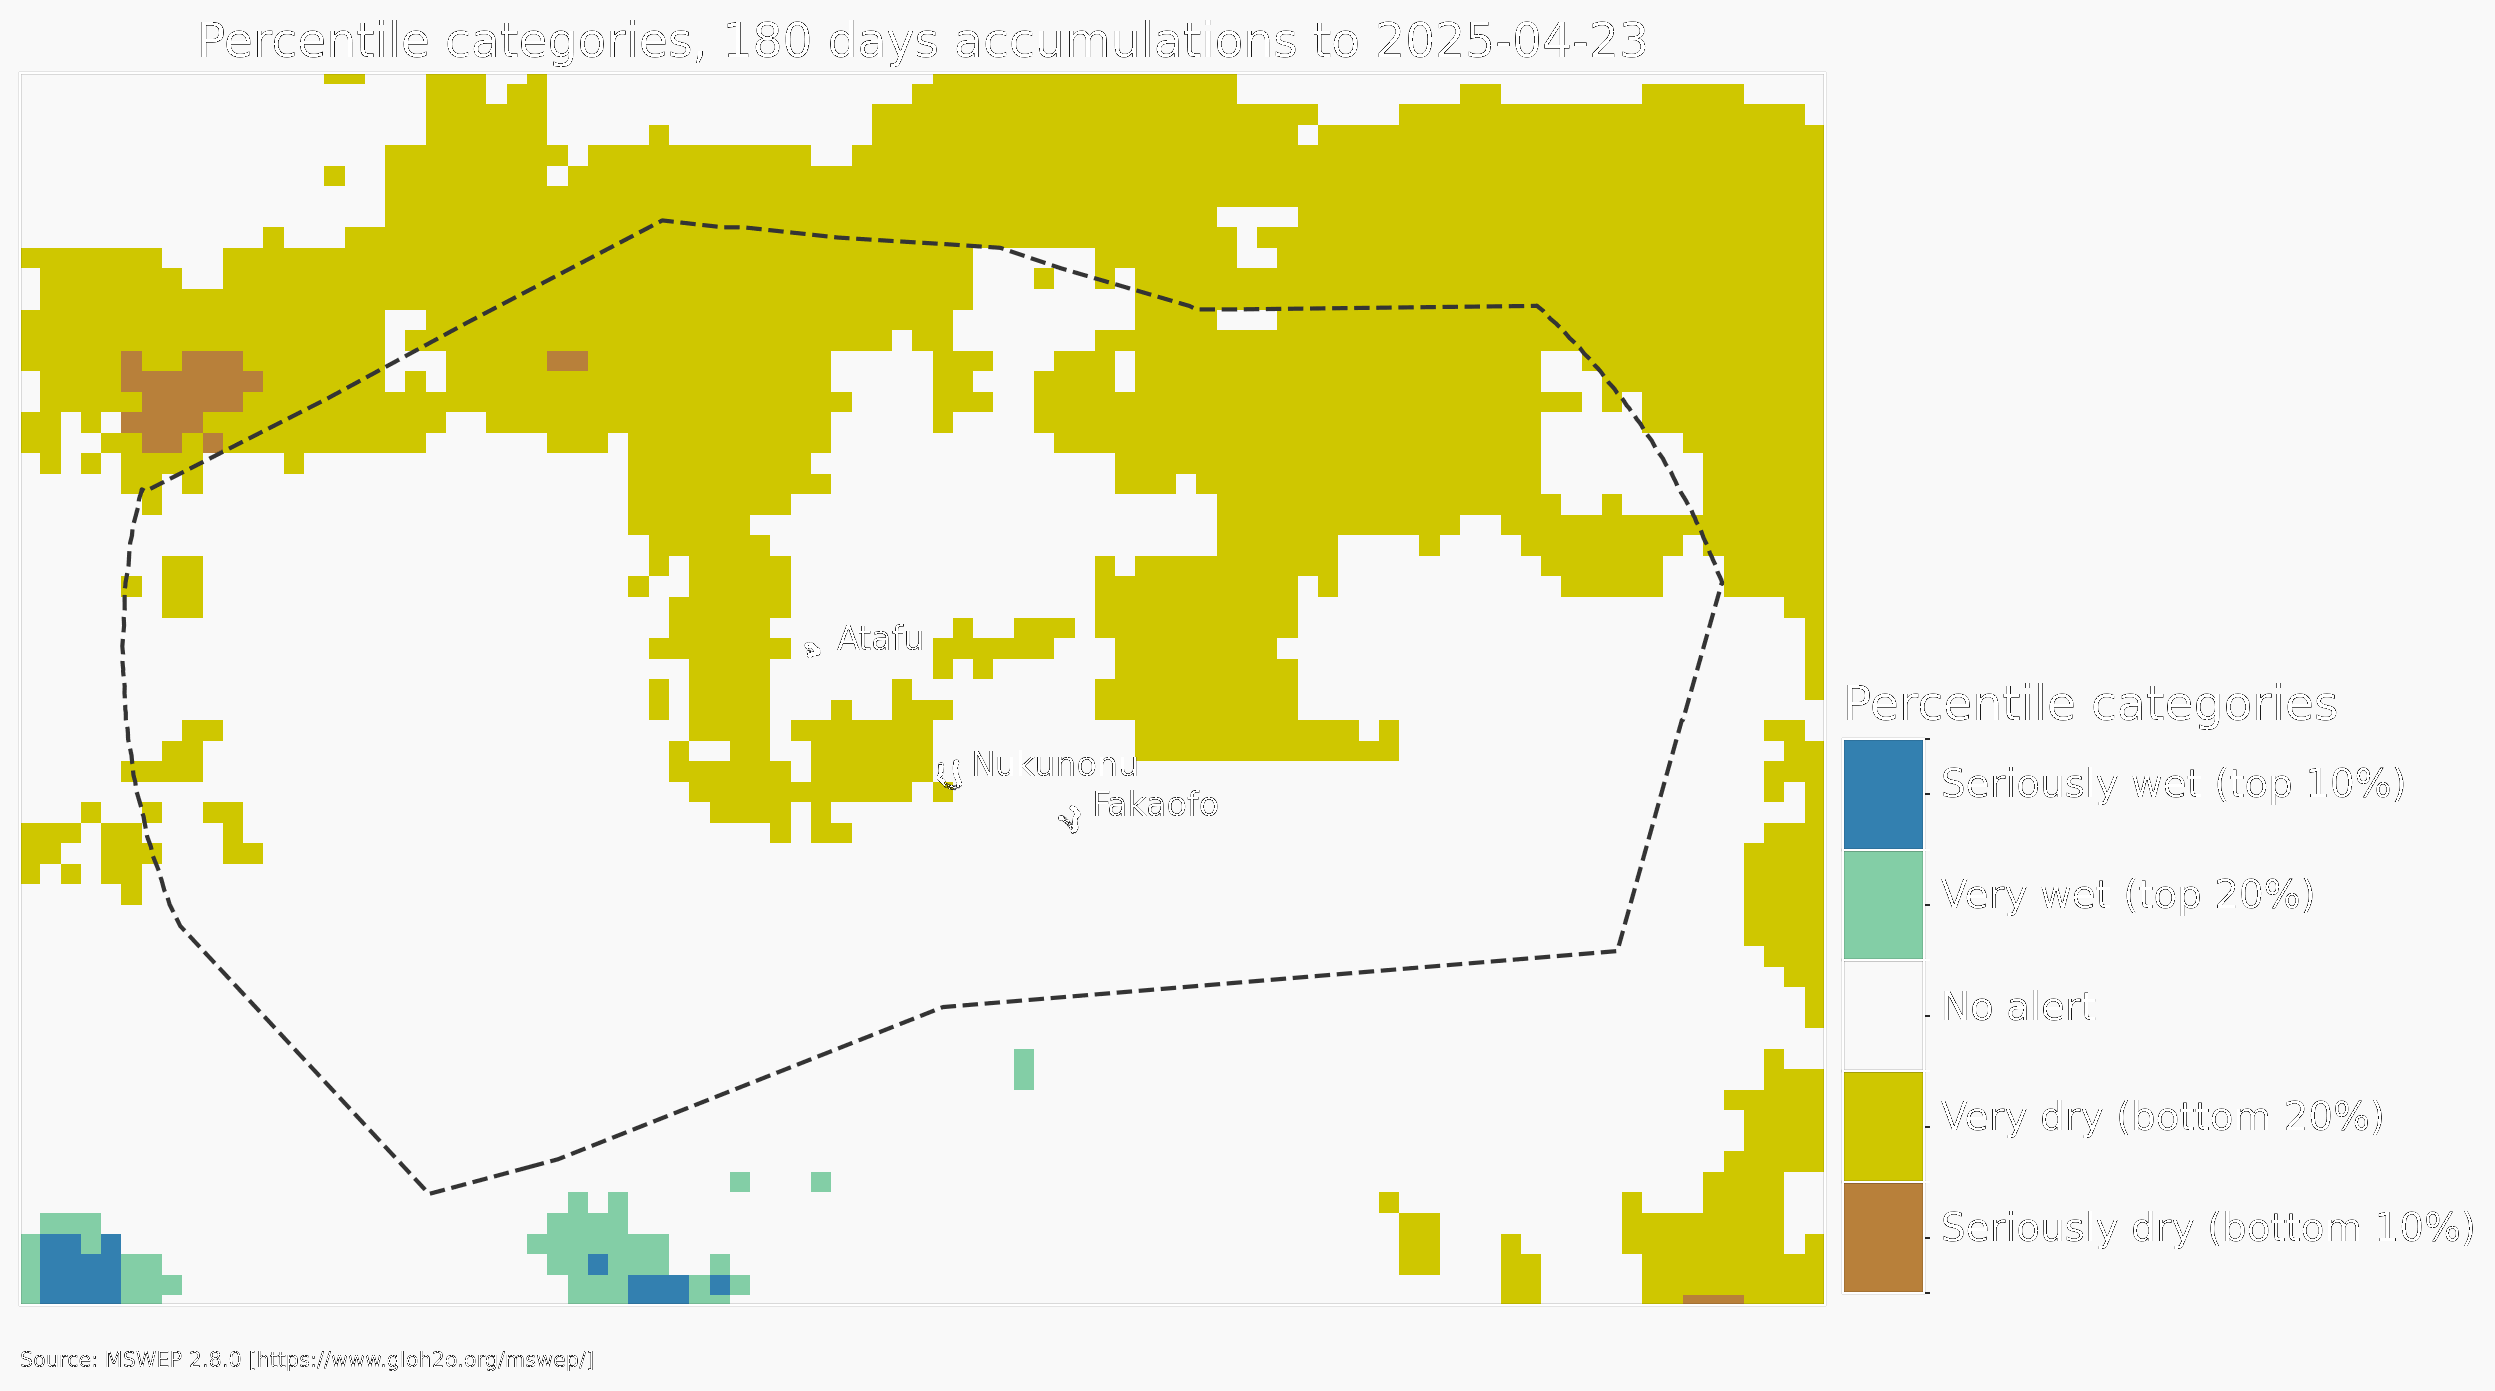 Percentile categories, 180 days accumulations to 2025-04-23
Atafu
Nukunonu
Fakaofo
Percentile categories
Seriously wet (top 10%)
Very wet (top 20%)
No alert
Very dry (bottom 20%)
Seriously dry (bottom 10%)
Source: MSWEP 2.8.0 [https://www.gloh2o.org/mswep/]